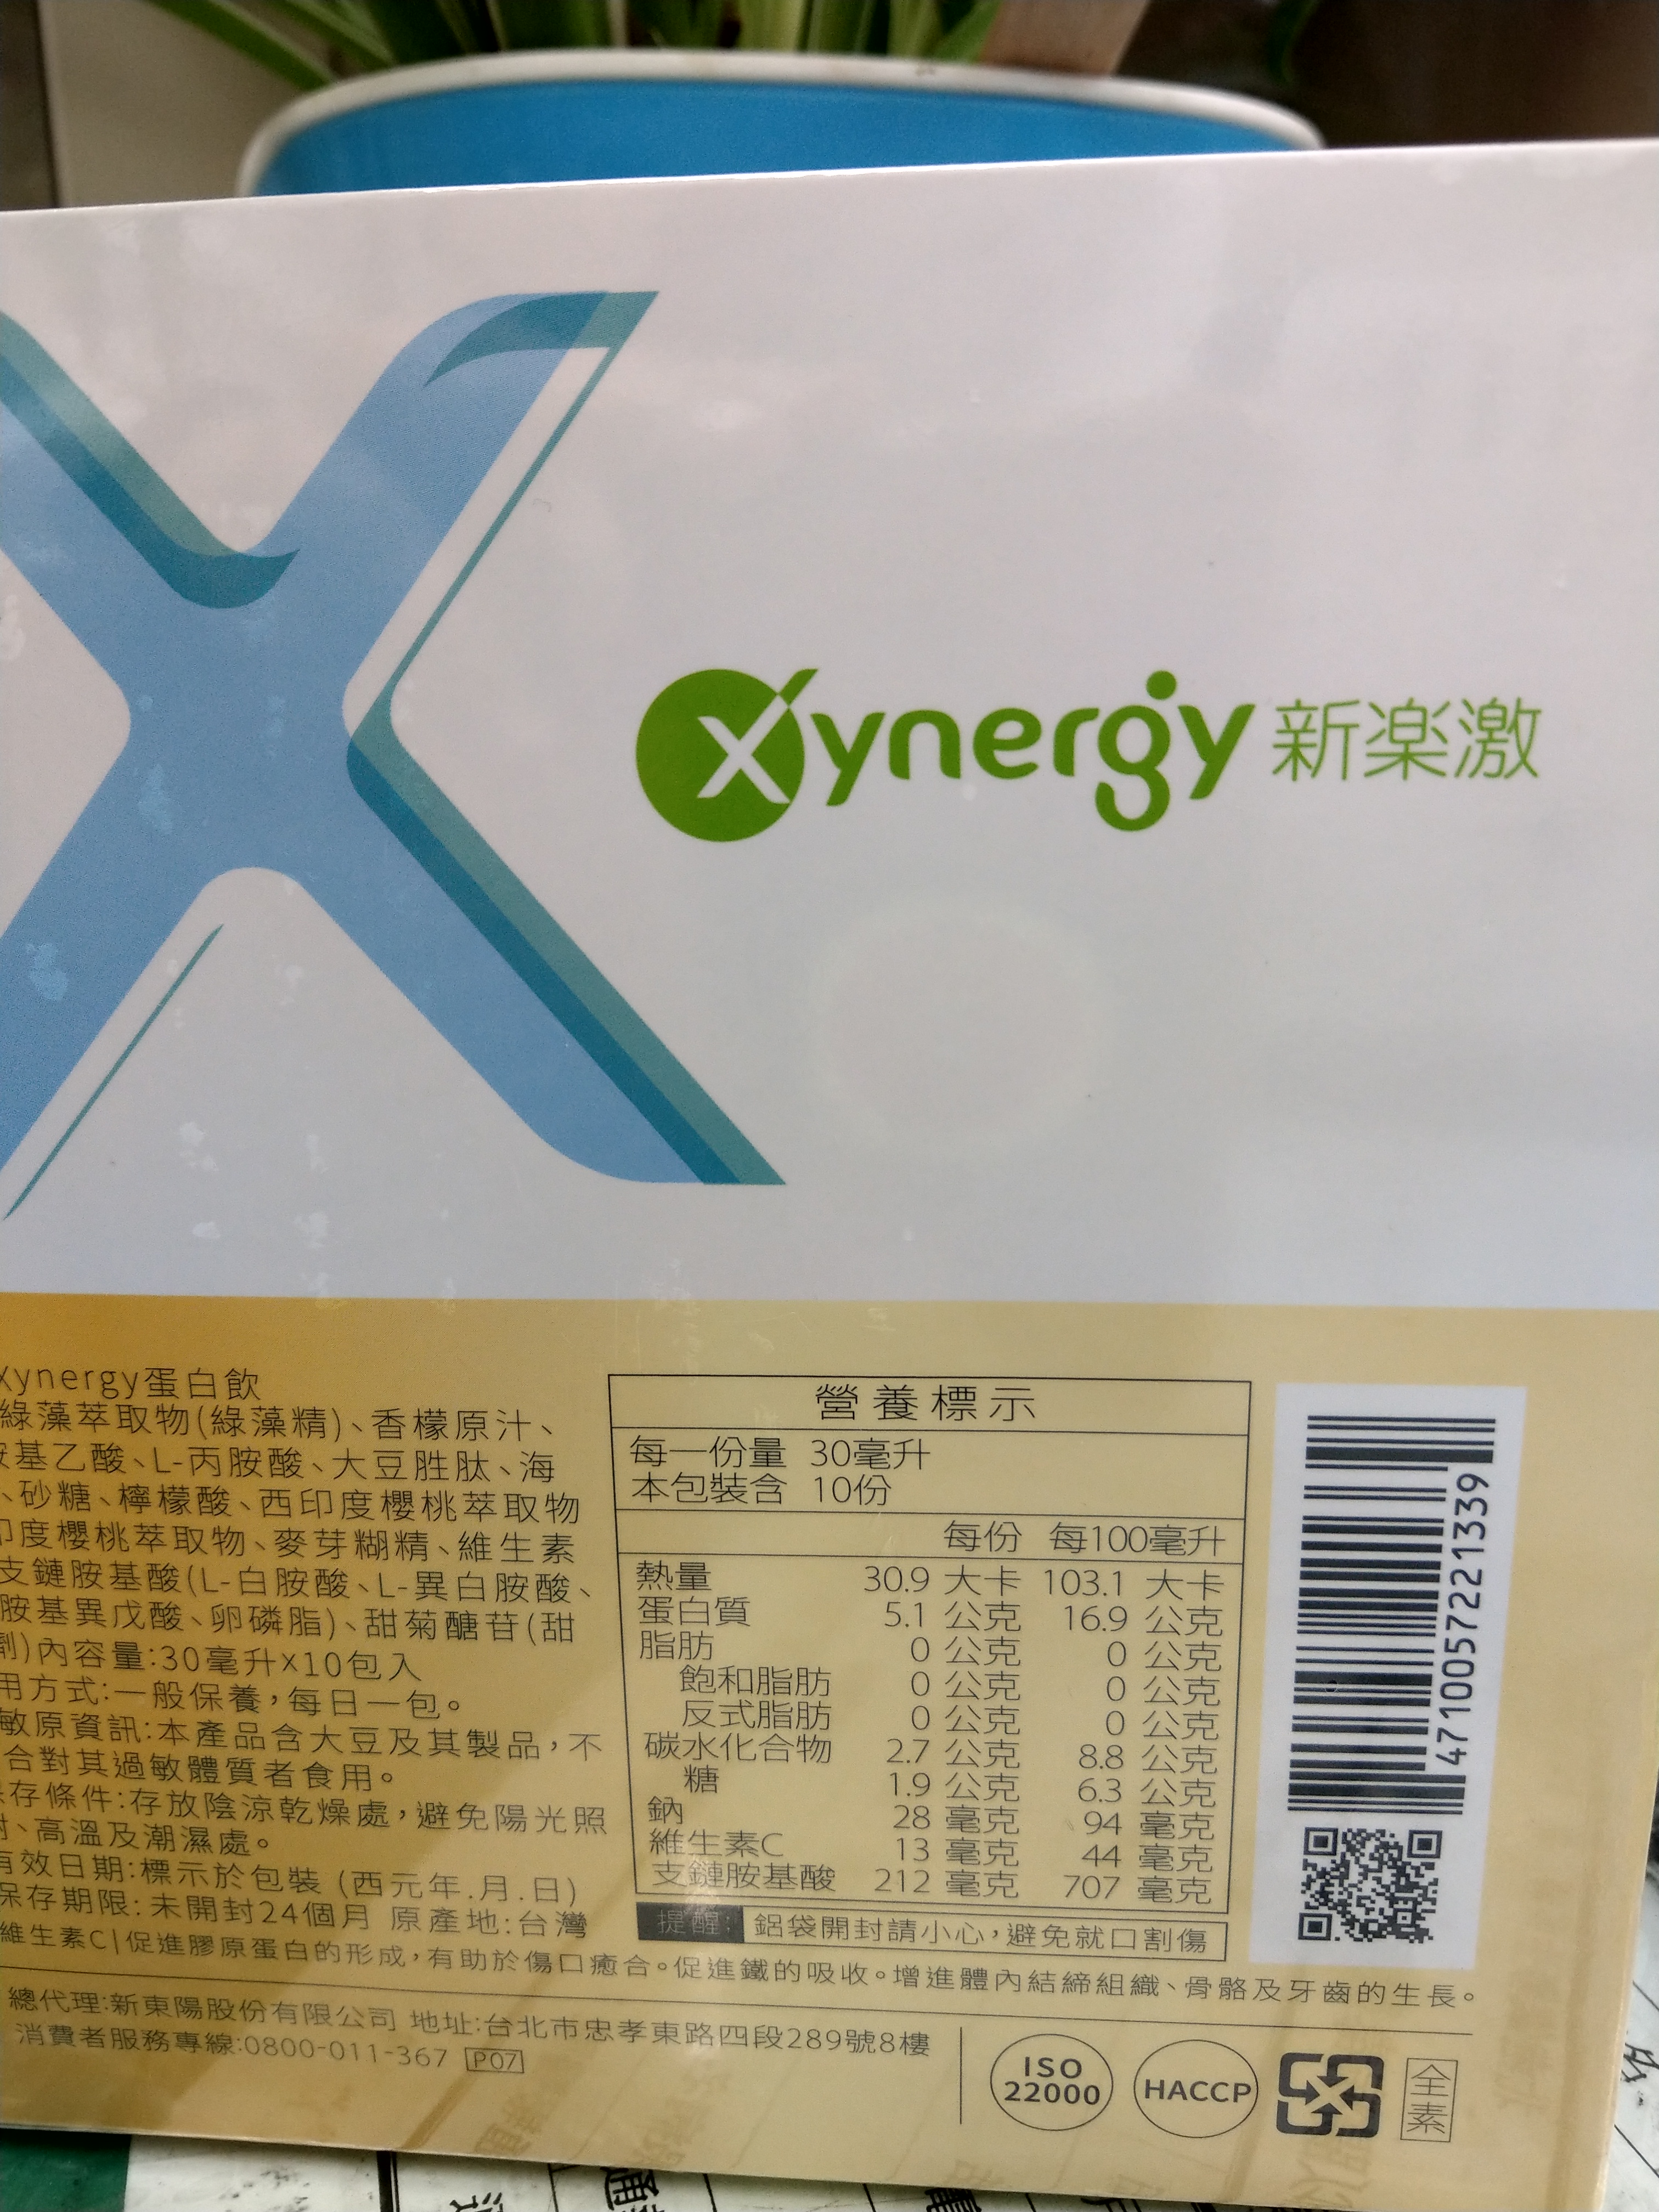 Xynergy 新楽激
Xynergy蛋白飲
綠藻萃取物(綠藻精)、香檬原汁、
胺基乙酸、L-丙胺酸、大豆胜肽、海
、砂糖、檸檬酸、西印度櫻桃萃取物
印度櫻桃萃取物、麥芽糊精、維生素
支鏈胺基酸(L-白胺酸、L-異白胺酸、
胺基異戊酸、卵磷脂)、甜菊醣苷(甜
劑)內容量:30毫升X10包入
用方式:一般保養，每日一包。
敏原資訊:本產品含大豆及其製品，不
合對其過敏體質者食用。
保存條件:存放陰涼乾燥處，避免陽光照
射、高溫及潮濕處。
有效日期:標示於包裝 (西元年.月.日)
保存期限: 未開封24個月 原產地:台灣
維生素C|促進膠原蛋白的形成，有助於傷口癒合。促進鐵的吸收。增進體內結締組織、骨骼及牙齒的生長。
營養標示
每一份量 30毫升
本包裝含 10份
每份 每100毫升
熱量 30.9 大卡 103.1 大卡
蛋白質 5.1 公克 16.9 公克
脂肪 0 公克 0 公克
飽和脂肪 0 公克 0 公克
反式脂肪 0 公克 0 公克
碳水化合物 2.7 公克 8.8 公克
糖 1.9 公克 6.3 公克
鈉 28 毫克 94 毫克
維生素C 13 毫克 44 毫克
支鏈胺基酸 212 毫克 707 毫克
提醒: 鋁袋開封請小心，避免就口割傷
4710057221339
總代理:新東陽股份有限公司 地址:台北市忠孝東路四段289號8樓
消費者服務專線:0800-011-367 P07
ISO
22000
HACCP
全素